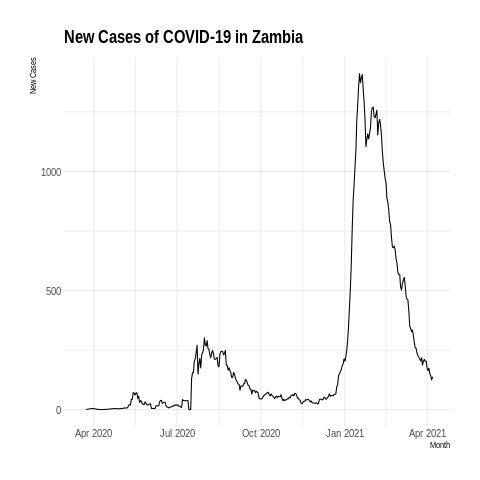 New Cases of COVID-19 in Zambia
New Cases
1000
500
0
Apr 2020 Jul 2020 Oct 2020 Jan 2021 Apr 2021
Month